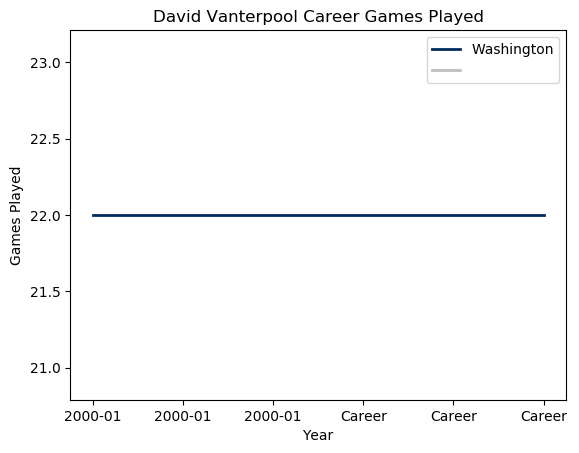 David Vanterpool Career Games Played
Washington
23.0
22.5
22.0
21.5
21.0
Games Played
2000-01 2000-01 2000-01 Career Career Career
Year